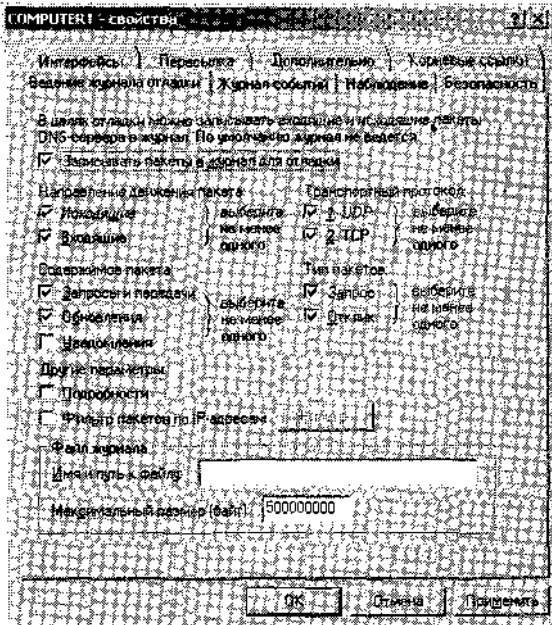 COMPUTER1 - свойства
Интерфейсы Пересылка Дополнительно Корневые ссылки
Ведение журнала отладки Журнал событий Наблюдение Безопасность
В целях отладки можно записывать входящие и исходящие пакеты
DNS-сервера в журнал. По умолчанию журнал не ведется.
Записывать пакеты в журнал для отладки
Направление движения пакета: Транспортный протокол:
Исходящие выберите 1. UDP выберите
Входящие не менее 2. TCP не менее
одного одного
Содержимое пакета: Тип пакетов:
Запросы и передачи выберите Запрос выберите
Обновления не менее Отклик не менее
Уведомления одного одного
Другие параметры:
Подробности
Фильтр пакетов по IP-адресам
Файл журнала
Имя и путь к файлу:
Максимальный размер (байт): 500000000
OK Отмена Применить